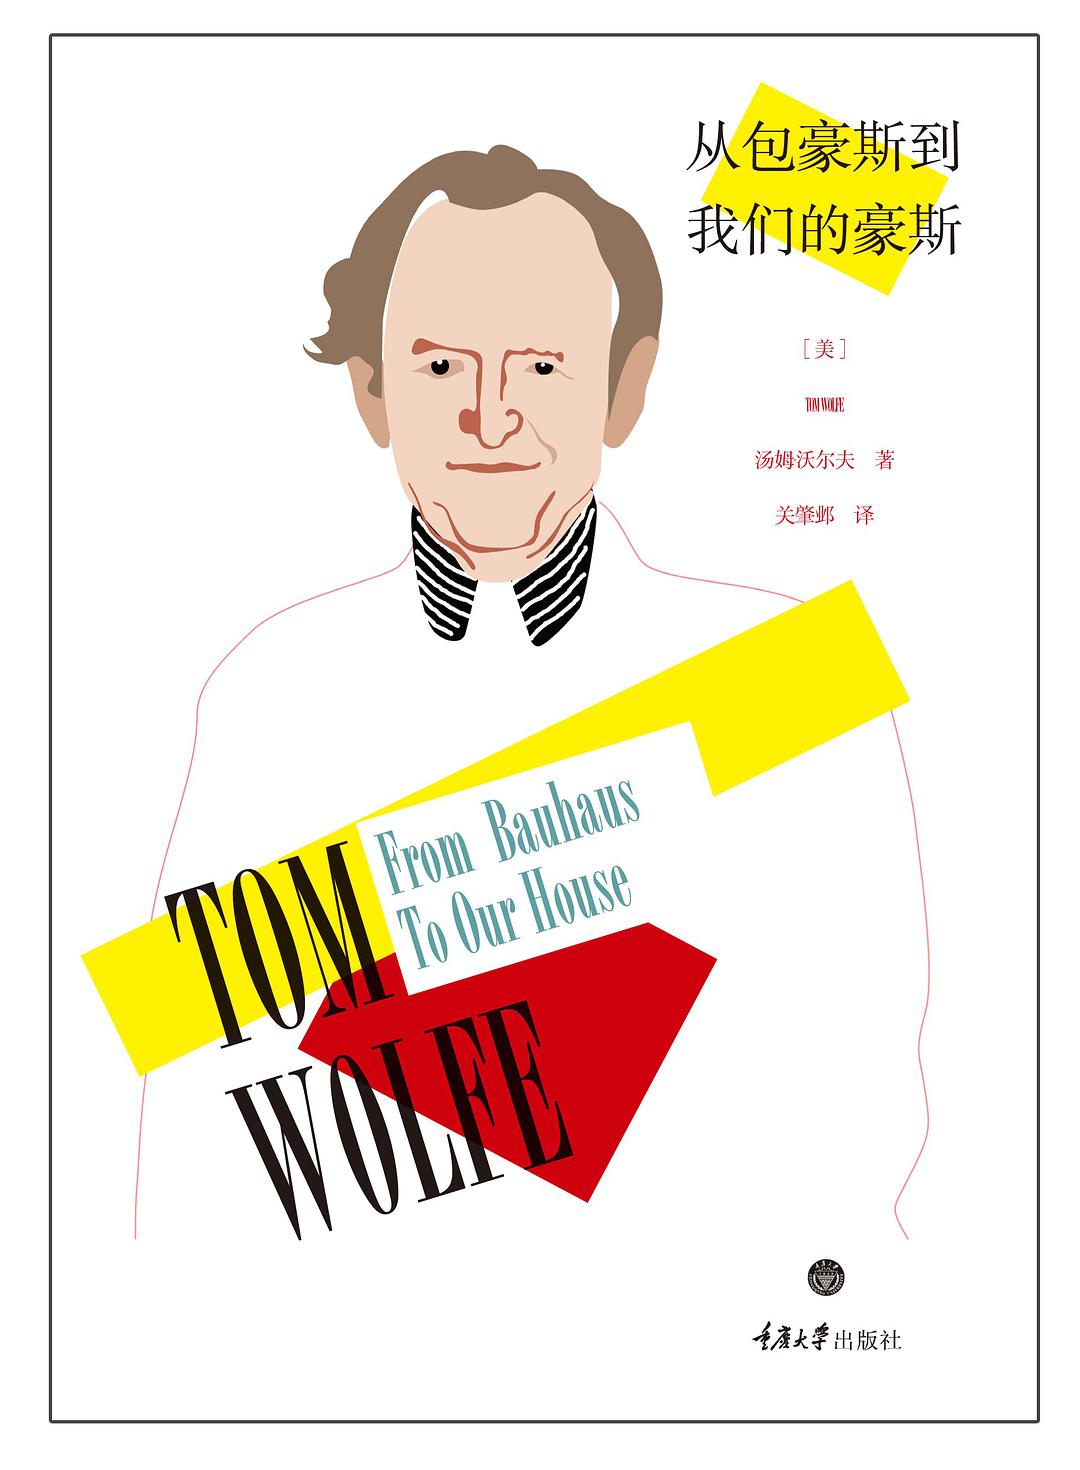 从包豪斯到
我们的豪斯
［美］
TOM WOLFE
汤姆·沃尔夫 著
关肇邺 译
From Bauhaus
To Our House
TOM
WOLFE
重庆大学出版社